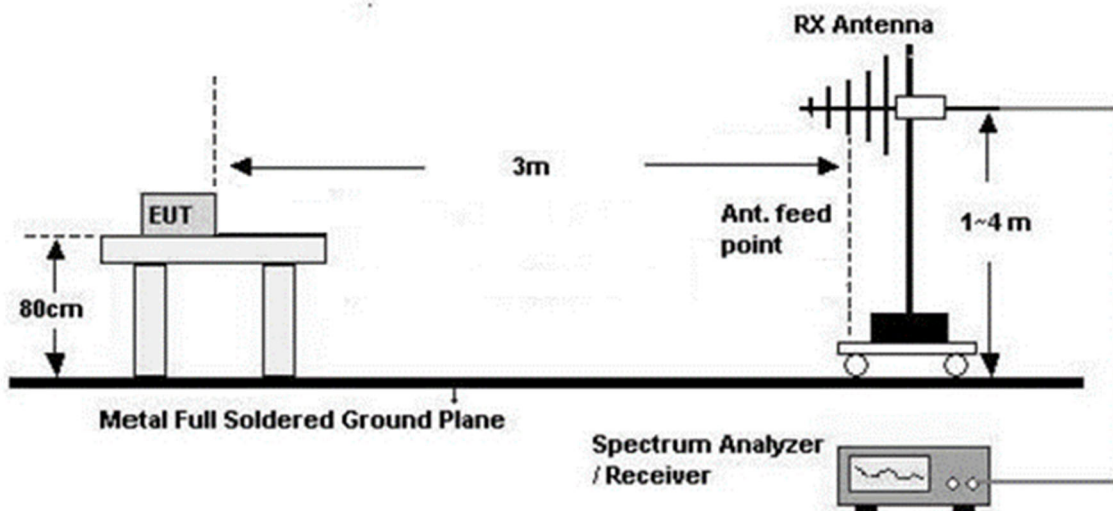 RX Antenna
3m
EUT
Ant. feed
point
1~4 m
80cm
Metal Full Soldered Ground Plane
Spectrum Analyzer
/ Receiver